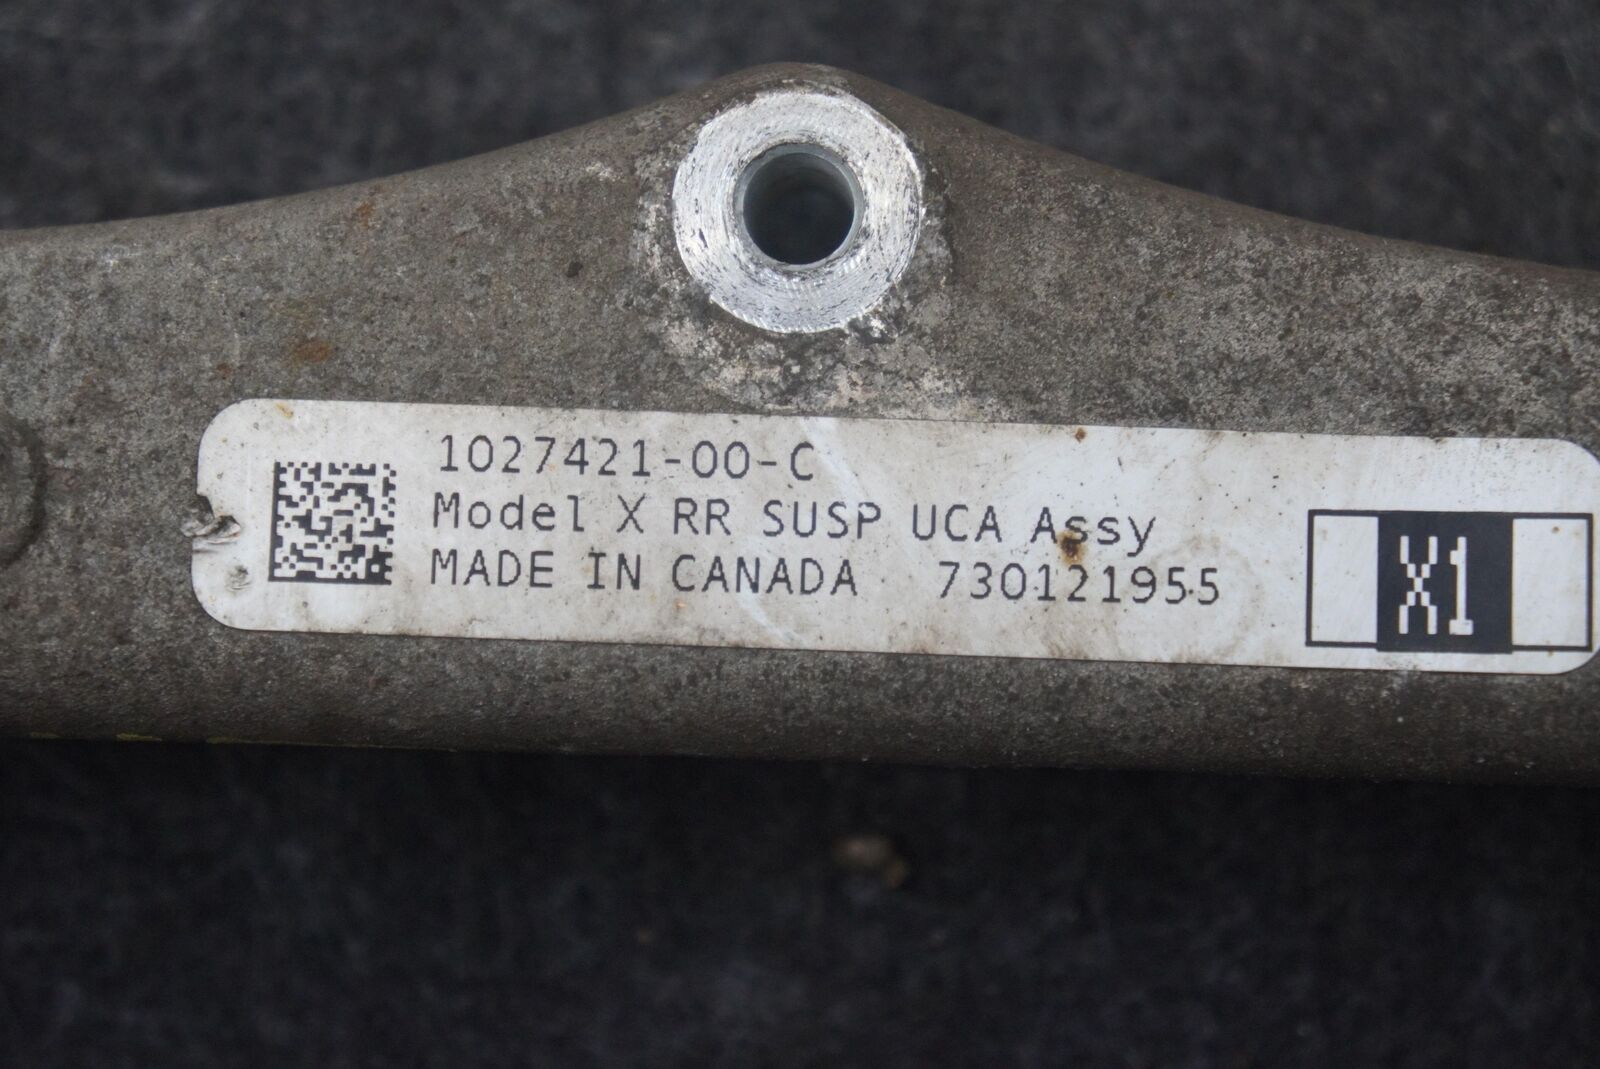 1027421-00-C
Model X RR SUSP UCA Assy
MADE IN CANADA 730121955
X1